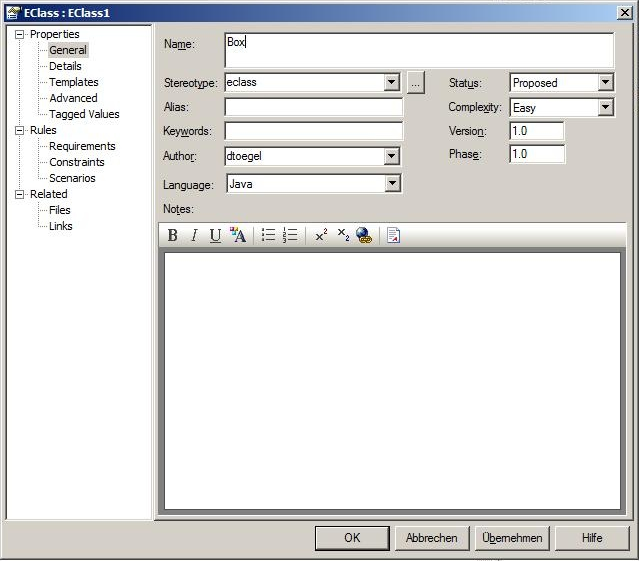 EClass : EClass1
Properties
General
Details
Templates
Advanced
Tagged Values
Rules
Requirements
Constraints
Scenarios
Related
Files
Links
Name: Box
Stereotype: eclass ... Status: Proposed
Alias: Complexity: Easy
Keywords: Version: 1.0
Author: dtoegel Phase: 1.0
Language: Java
Notes:
B I U A
OK Abbrechen Übernehmen Hilfe